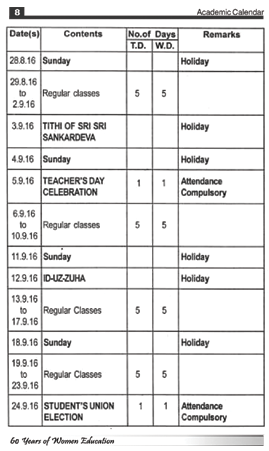 8 Academic Calendar
Date(s) Contents No.of Days Remarks
T.D. W.D.
28.8.16 Sunday Holiday
29.8.16
to Regular classes 5 5
2.9.16
3.9.16 TITHI OF SRI SRI Holiday
SANKARDEVA
4.9.16 Sunday Holiday
5.9.16 TEACHER'S DAY 1 1 Attendance
CELEBRATION Compulsory
6.9.16
to Regular classes 5 5
10.9.16
11.9.16 Sunday Holiday
12.9.16 ID-UZ-ZUHA Holiday
13.9.16
to Regular Classes 5 5
17.9.16
18.9.16 Sunday Holiday
19.9.16
to Regular Classes 5 5
23.9.16
24.9.16 STUDENT'S UNION 1 1 Attendance
ELECTION Compulsory
60 Years of Women Education